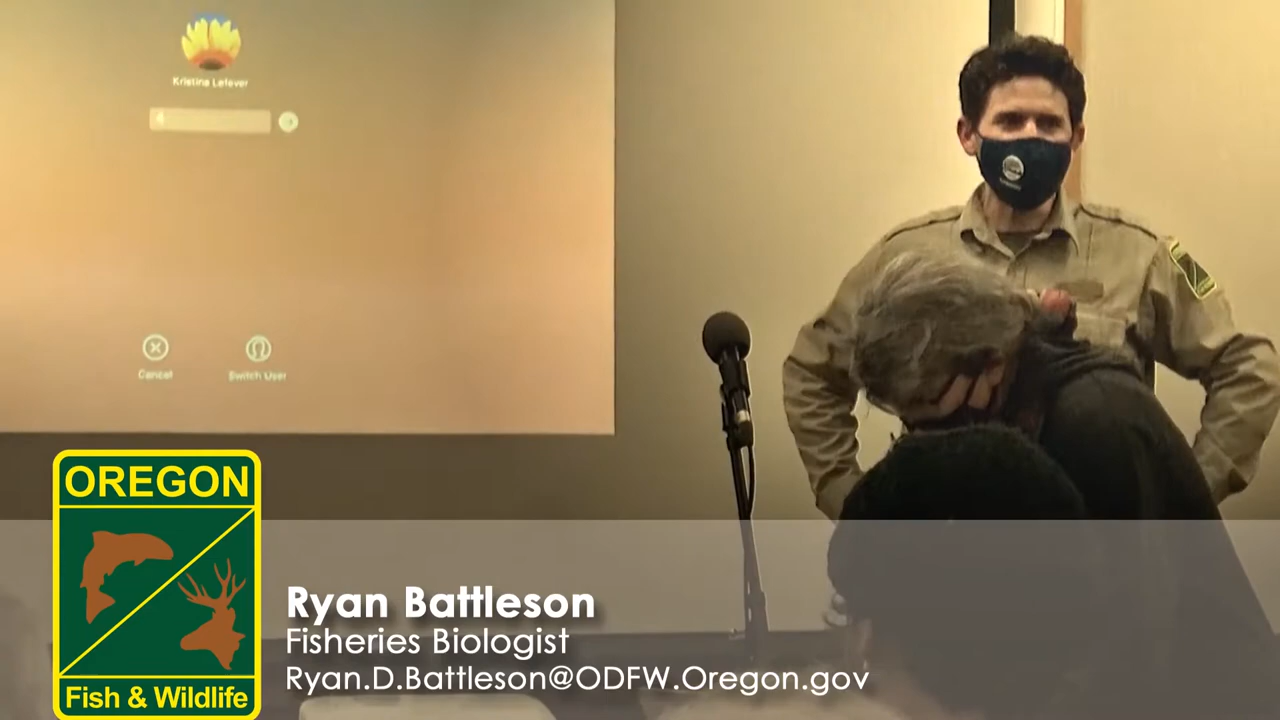 Kristina Lefever
Cancel
Switch User
OREGON
Fish & Wildlife
Ryan Battleson
Fisheries Biologist
Ryan.D.Battleson@ODFW.Oregon.gov